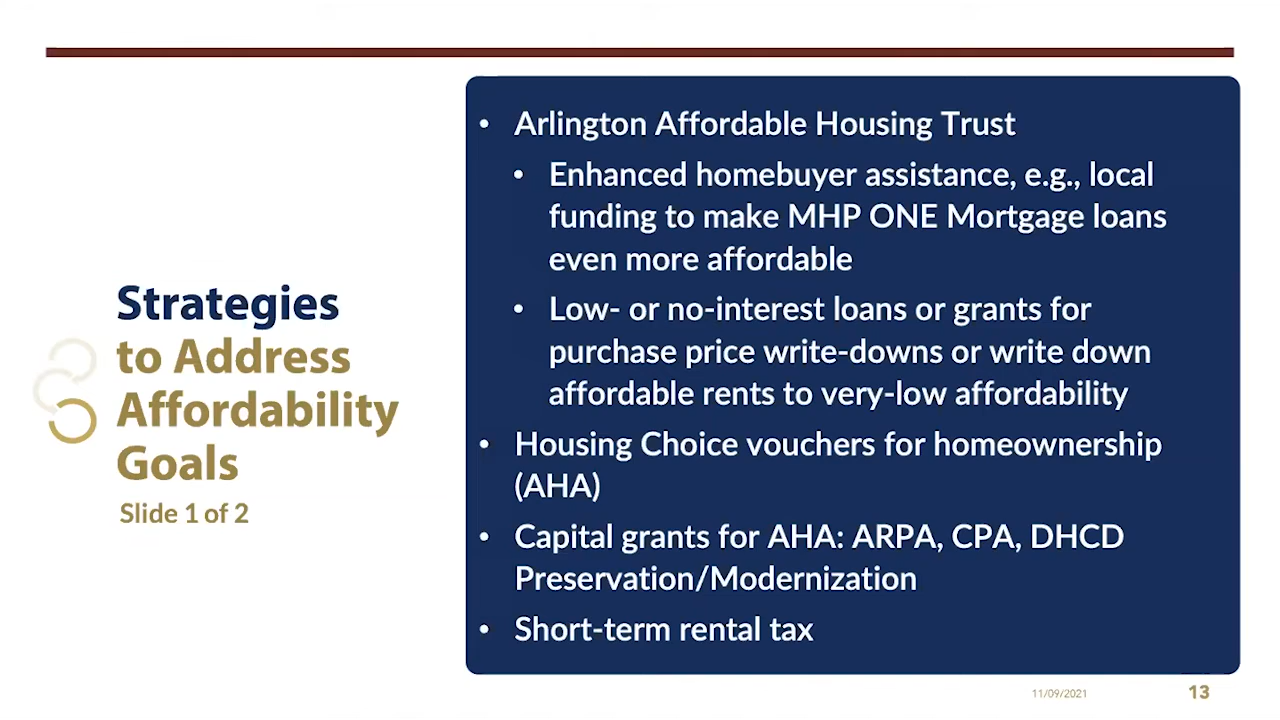 Strategies
to Address
Affordability
Goals
Slide 1 of 2
• Arlington Affordable Housing Trust
• Enhanced homebuyer assistance, e.g., local
funding to make MHP ONE Mortgage loans
even more affordable
• Low- or no-interest loans or grants for
purchase price write-downs or write down
affordable rents to very-low affordability
• Housing Choice vouchers for homeownership
(AHA)
• Capital grants for AHA: ARPA, CPA, DHCD
Preservation/Modernization
• Short-term rental tax
11/09/2021
13